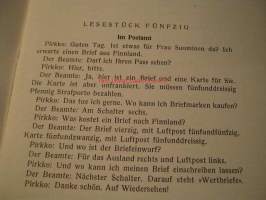 LESESTÜCK FÜNFZIG
Im Postamt
Pirkko: Guten Tag. Ist etwas für Frau Suominen da? Ich
erwarte einen Brief aus Finnland.
Der Beamte: Darf ich Ihren Pass sehen?
Pirkko: Hier, bitte.
Der Beamte: Ja, hier ist ein Brief und eine Karte für Sie.
Die Karte ist aber unfrankiert. Sie müssen fünfunddreissig
Pfennig Strafporto bezahlen.
Pirkko: Das tue ich gerne. Wo kann ich Briefmarken kaufen?
Der Beamte: Am Schalter sechs.
Pirkko: Was kostet ein Brief nach Finnland?
Der Beamte: Der Brief vierzig, mit Luftpost fünfundfünfzig,
Karte fünfundzwanzig, mit Luftpost fünfunddreissig.
Pirkko: Und wo ist der Briefeinwurf?
Der Beamte: Für das Ausland rechts und Luftpost links.
Pirkko: Und wo kann ich meinen Brief einschreiben lassen?
Der Beamte: Nächster Schalter. Darauf steht «Wertbriefe».
Pirkko: Danke schön. Auf Wiedersehen!